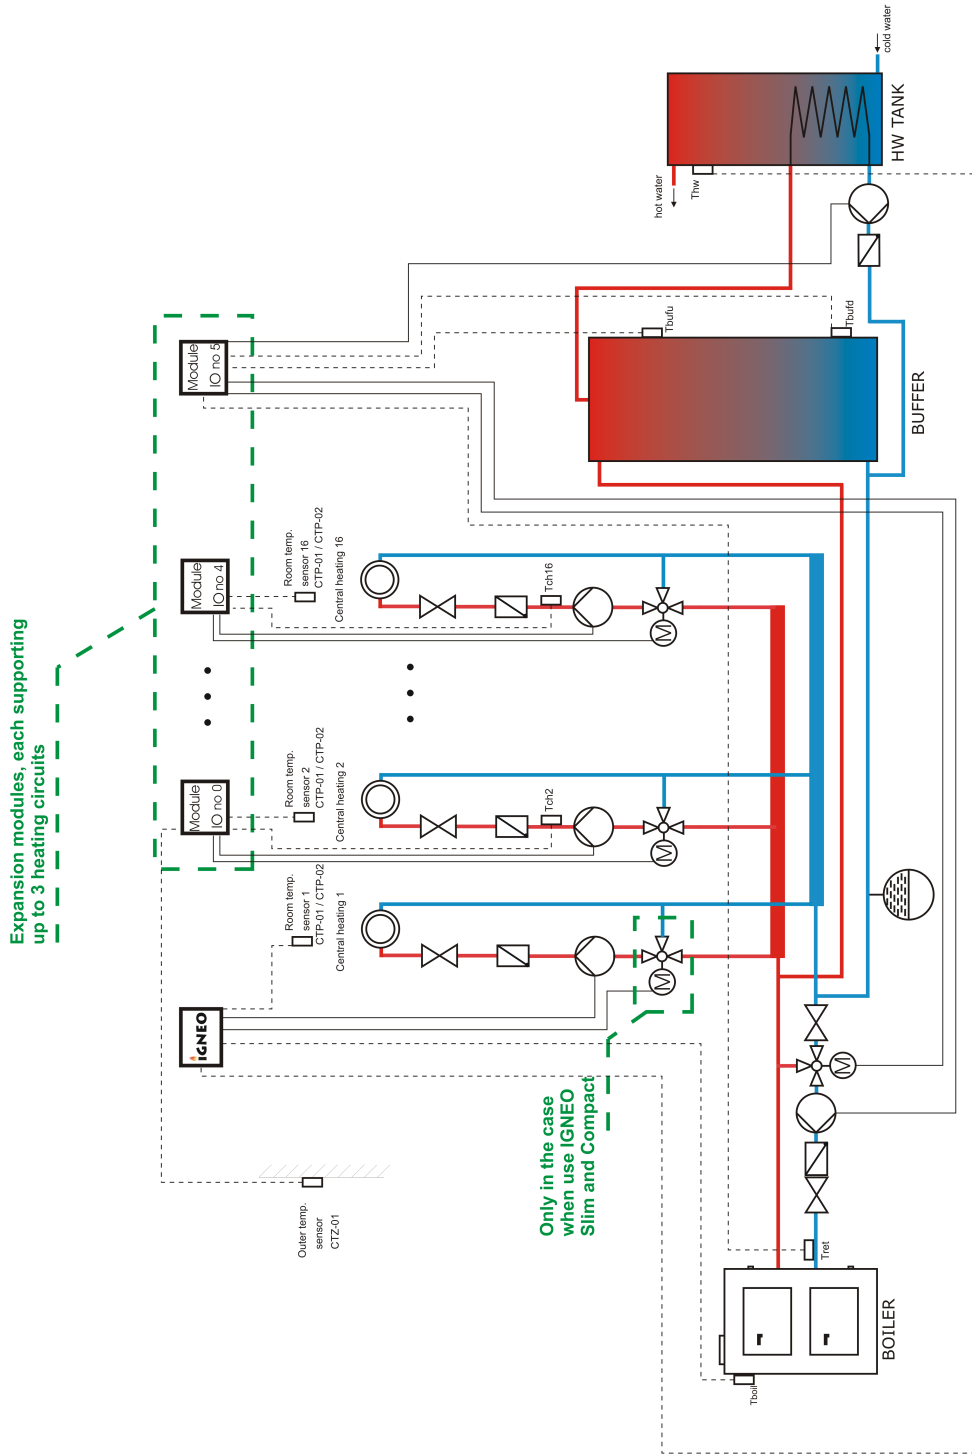 Expansion modules, each supporting
up to 3 heating circuits
iGNEO
Module
IO no 0
Module
IO no 4
Module
IO no 5
Outer temp.
sensor
CTZ-01
Room temp.
sensor 1
CTP-01 / CTP-02
Central heating 1
Room temp.
sensor 2
CTP-01 / CTP-02
Central heating 2
Room temp.
sensor 16
CTP-01 / CTP-02
Central heating 16
Tch2
Tch16
M
M
M
M
Only in the case
when use IGNEO
Slim and Compact
Tboil
Tret
BOILER
Tbufu
Tbufd
BUFFER
hot water
Thw
cold water
HW TANK